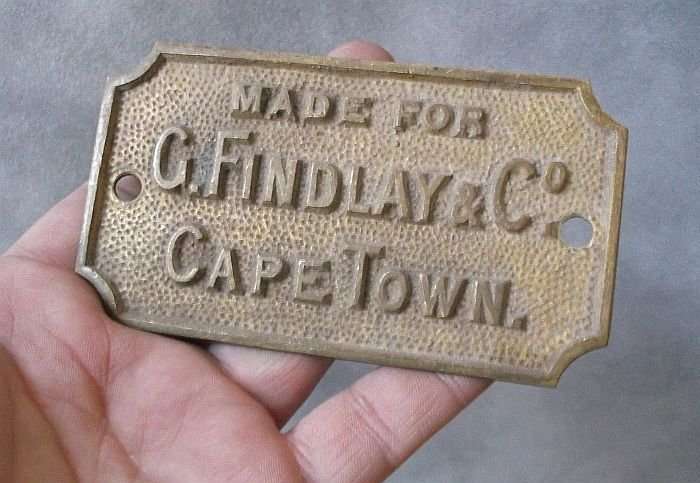 MADE FOR
G. FINDLAY & Co.
CAPE TOWN.